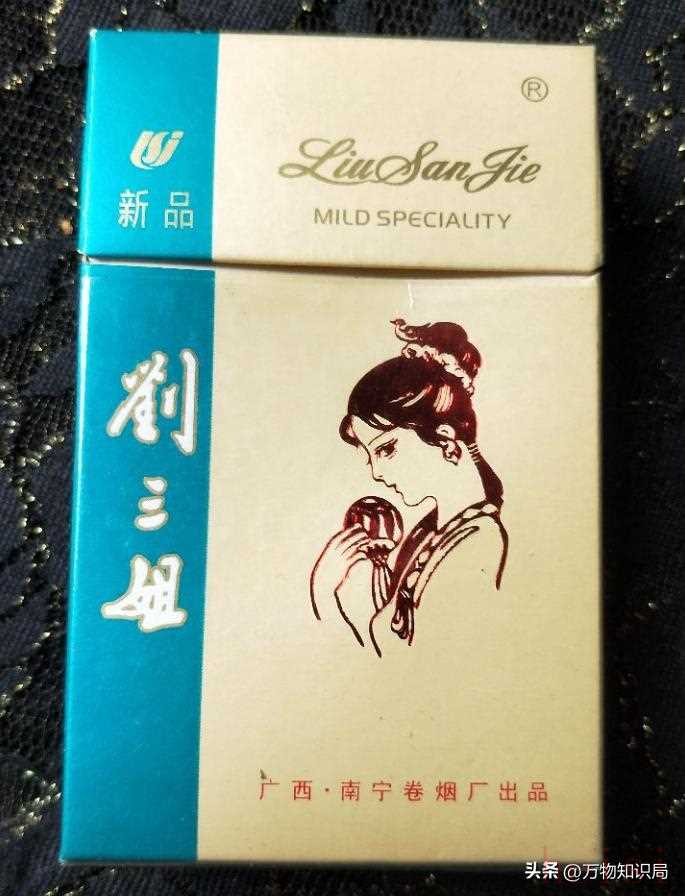 ®
LiuSanJie
MILD SPECIALITY
新品
劉三姐
广西·南宁卷烟厂出品
头条 @万物知识局